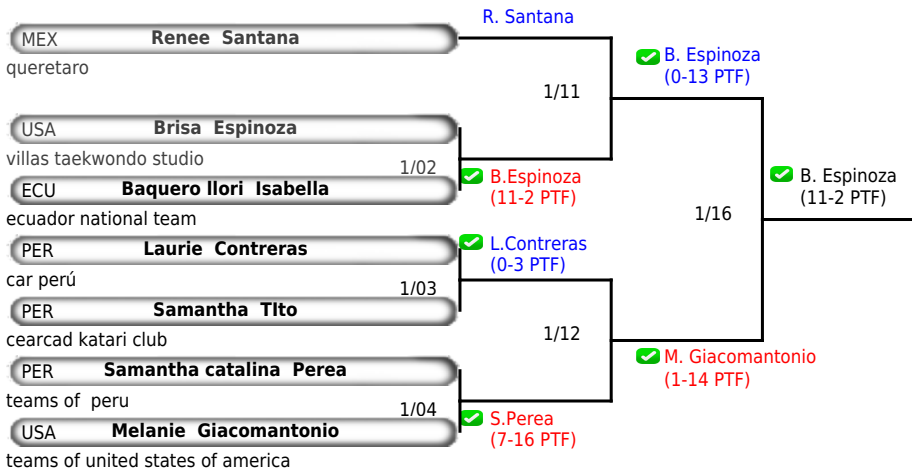 R. Santana
MEX Renee Santana
queretaro
B. Espinoza
(0-13 PTF)
1/11
USA Brisa Espinoza
villas taekwondo studio
1/02
B.Espinoza
(11-2 PTF)
B. Espinoza
(11-2 PTF)
ECU Baquero llori Isabella
ecuador national team
1/16
PER Laurie Contreras
L.Contreras
(0-3 PTF)
car perú
1/03
PER Samantha TIto
cearcad katari club
1/12
PER Samantha catalina Perea
M. Giacomantonio
(1-14 PTF)
teams of peru
1/04
S.Perea
(7-16 PTF)
USA Melanie Giacomantonio
teams of united states of america